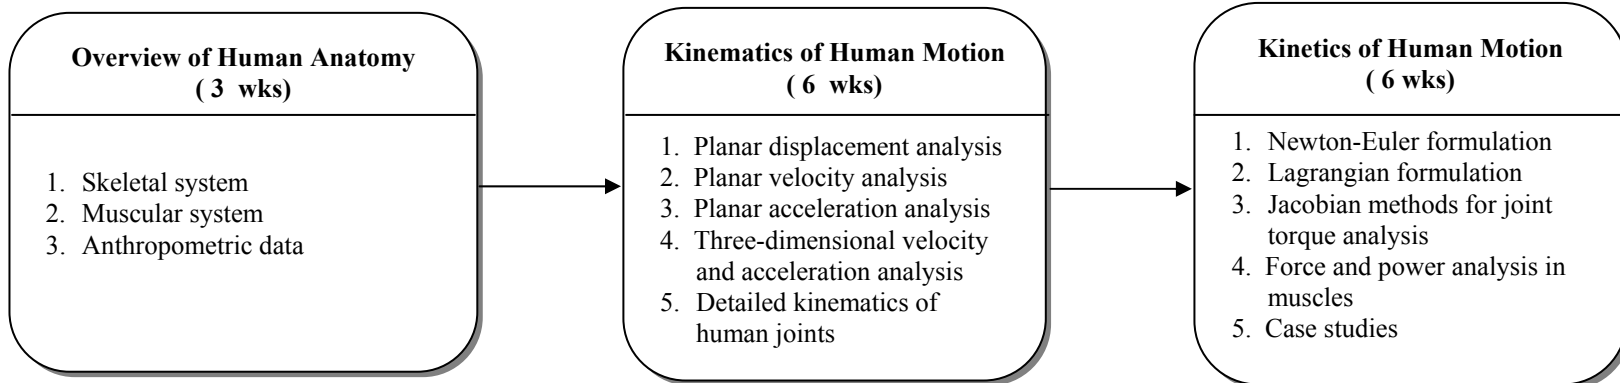 Overview of Human Anatomy
( 3 wks)
1. Skeletal system
2. Muscular system
3. Anthropometric data
Kinematics of Human Motion
( 6 wks)
1. Planar displacement analysis
2. Planar velocity analysis
3. Planar acceleration analysis
4. Three-dimensional velocity
and acceleration analysis
5. Detailed kinematics of
human joints
Kinetics of Human Motion
( 6 wks)
1. Newton-Euler formulation
2. Lagrangian formulation
3. Jacobian methods for joint
torque analysis
4. Force and power analysis in
muscles
5. Case studies